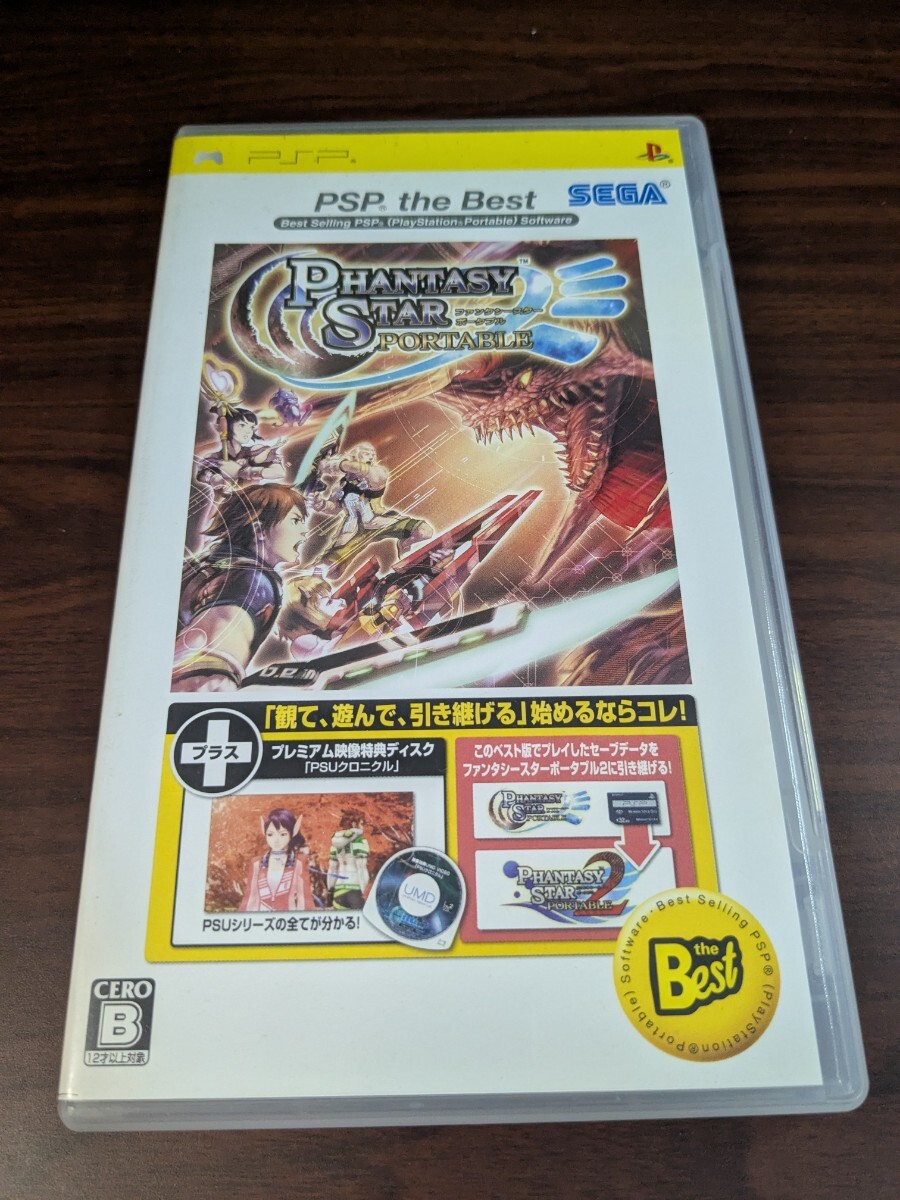 PSP
PSP® the Best
SEGA®
Best Selling PSP® (PlayStation®Portable) Software
PHANTASY™
STAR
ファンタシースター
ポータブル
PORTABLE
「観て、遊んで、引き継げる」始めるならコレ!
プラス
プレミアム映像特典ディスク
「PSUクロニクル」
PSUシリーズの全てが分かる!
UMD
このベスト版でプレイしたセーブデータを
ファンタシースターポータブル2に引き継げる!
PHANTASY
STAR
PORTABLE
PHANTASY
STAR
PORTABLE
2
the
Best
Best Selling PSP® (PlayStation®Portable) Software
CERO
B
12才以上対象